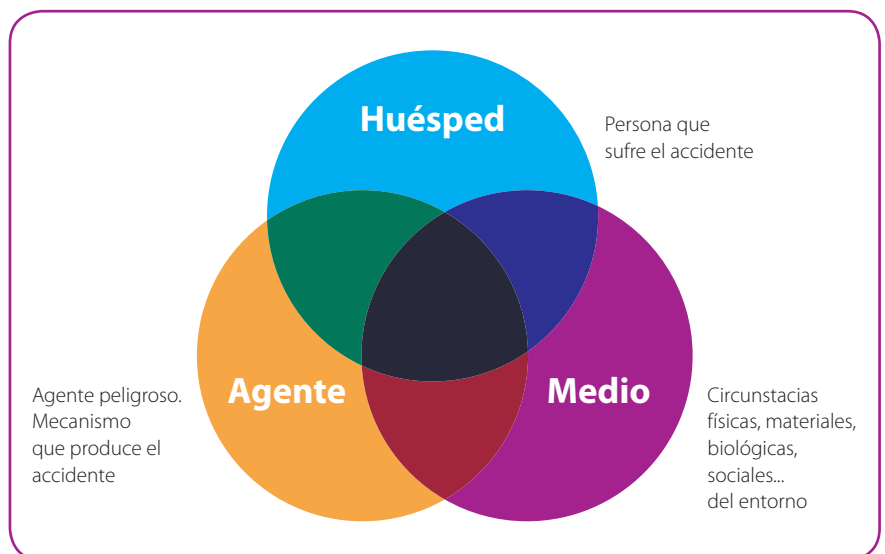 Huésped
Persona que
sufre el accidente
Agente
Medio
Agente peligroso.
Mecanismo
que produce el
accidente
Circunstacias
físicas, materiales,
biológicas,
sociales...
del entorno